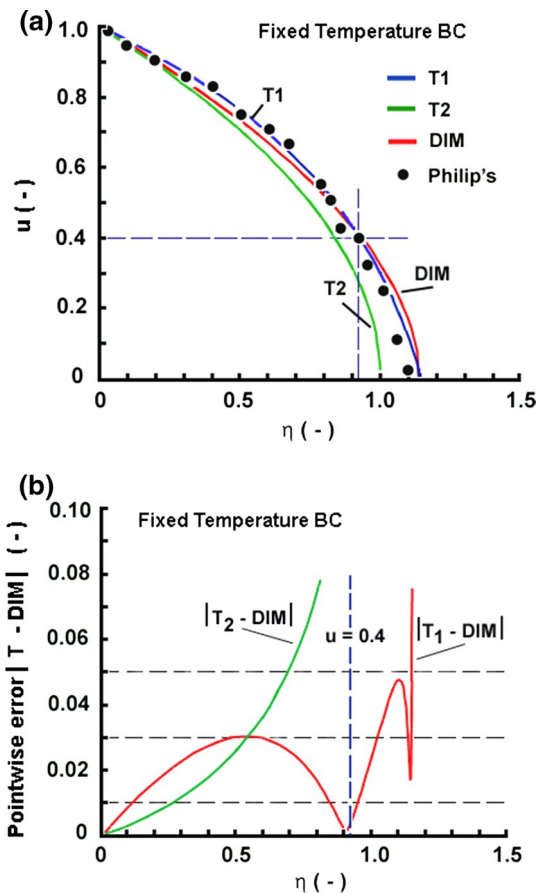 (a)
Fixed Temperature BC
1.0
0.8
0.6
0.4
0.2
0
u (-)
T1
T2
DIM
Philip's
T1
T2
DIM
0
0.5
1.0
1.5
η (-)
(b)
Fixed Temperature BC
0.10
0.08
0.06
0.04
0.02
0
Pointwise error | T - DIM | (-)
|T2 - DIM|
u = 0.4
|T1 - DIM|
0
0.5
1.0
1.5
η (-)